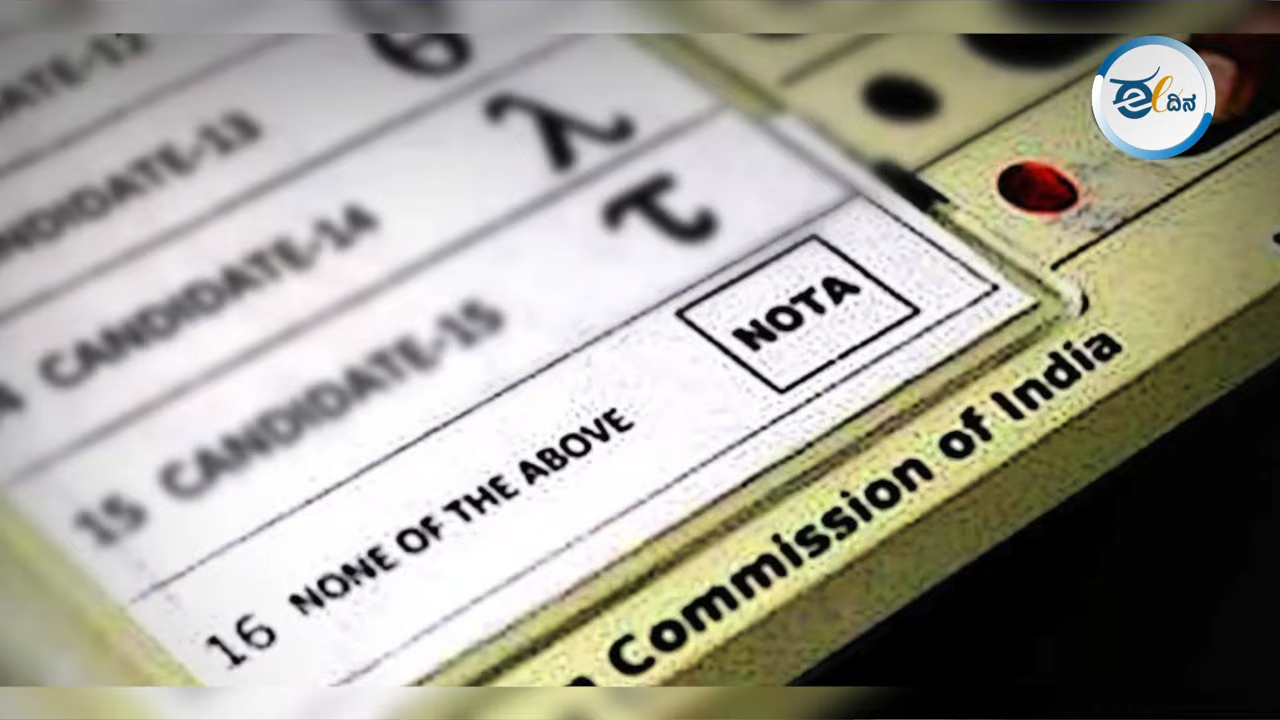 ಈ ದಿನ
CANDIDATE-13
θ
CANDIDATE-14
λ
15 CANDIDATE-15
τ
16 NONE OF THE ABOVE
NOTA
Commission of India